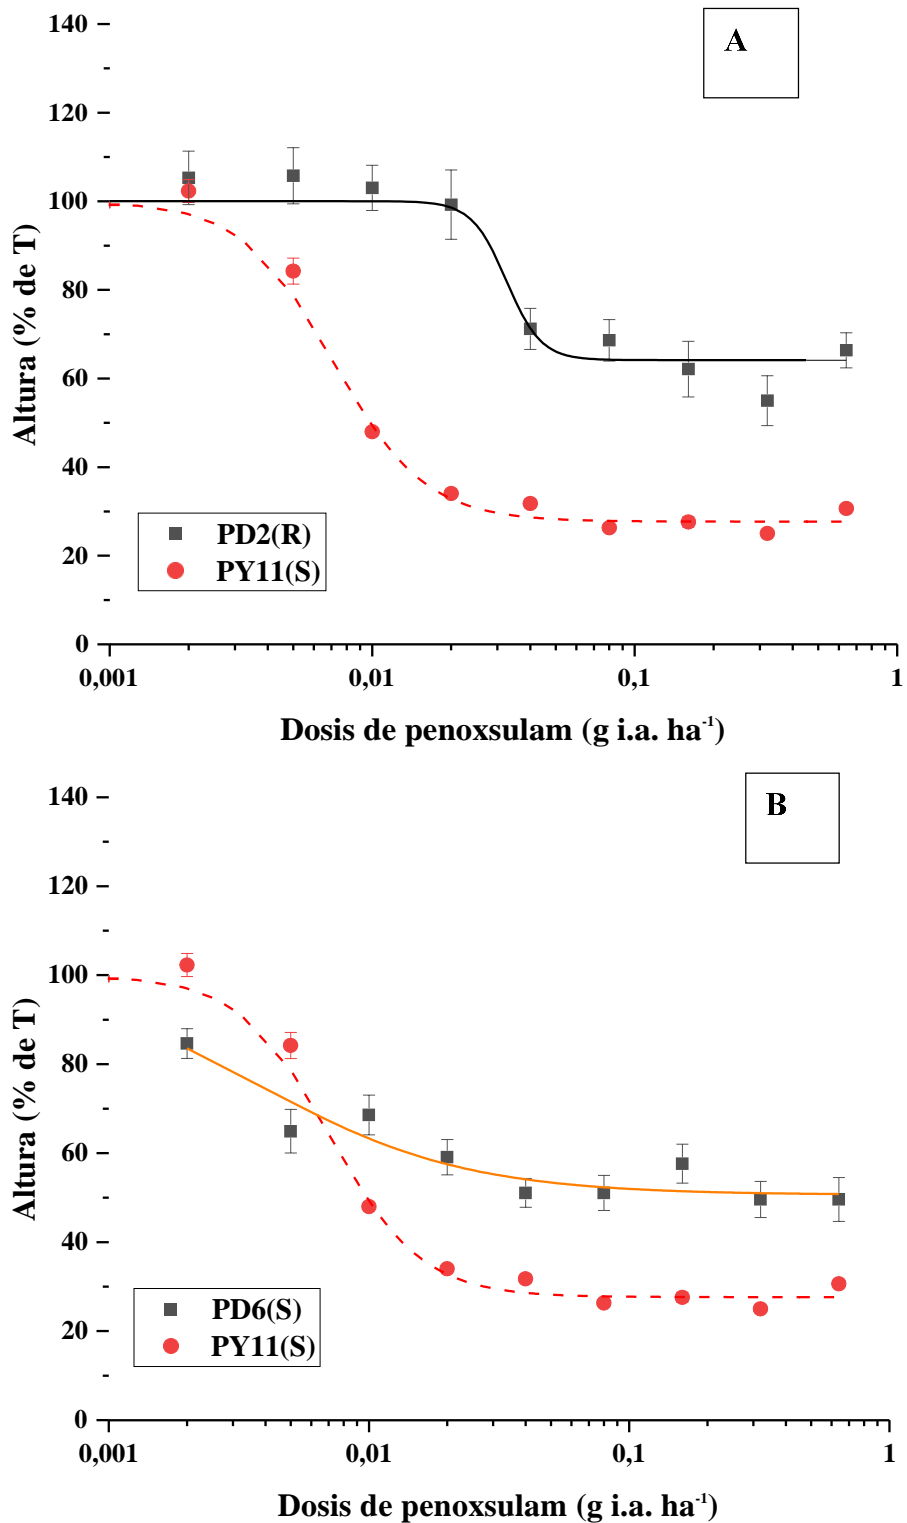 A
140
120
100
80
60
40
20
0
Altura (% de T)
PD2(R)
PY11(S)
0,001 0,01 0,1 1
Dosis de penoxsulam (g i.a. ha⁻¹)
B
140
120
100
80
60
40
20
0
Altura (% de T)
PD6(S)
PY11(S)
0,001 0,01 0,1 1
Dosis de penoxsulam (g i.a. ha⁻¹)